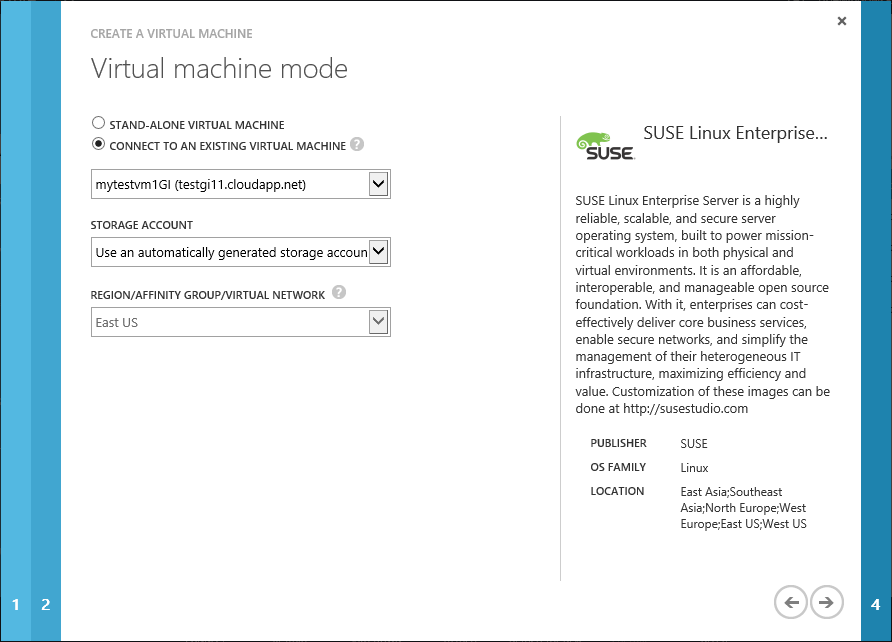 CREATE A VIRTUAL MACHINE
Virtual machine mode
STAND-ALONE VIRTUAL MACHINE
CONNECT TO AN EXISTING VIRTUAL MACHINE ?
mytestvm1GI (testgi11.cloudapp.net)
STORAGE ACCOUNT
Use an automatically generated storage accoun
REGION/AFFINITY GROUP/VIRTUAL NETWORK ?
East US
SUSE
SUSE Linux Enterprise...
SUSE Linux Enterprise Server is a highly
reliable, scalable, and secure server
operating system, built to power mission-
critical workloads in both physical and
virtual environments. It is an affordable,
interoperable, and manageable open source
foundation. With it, enterprises can cost-
effectively deliver core business services,
enable secure networks, and simplify the
management of their heterogeneous IT
infrastructure, maximizing efficiency and
value. Customization of these images can be
done at http://susestudio.com
PUBLISHER SUSE
OS FAMILY Linux
LOCATION East Asia;Southeast
Asia;North Europe;West
Europe;East US;West US
1 2
4